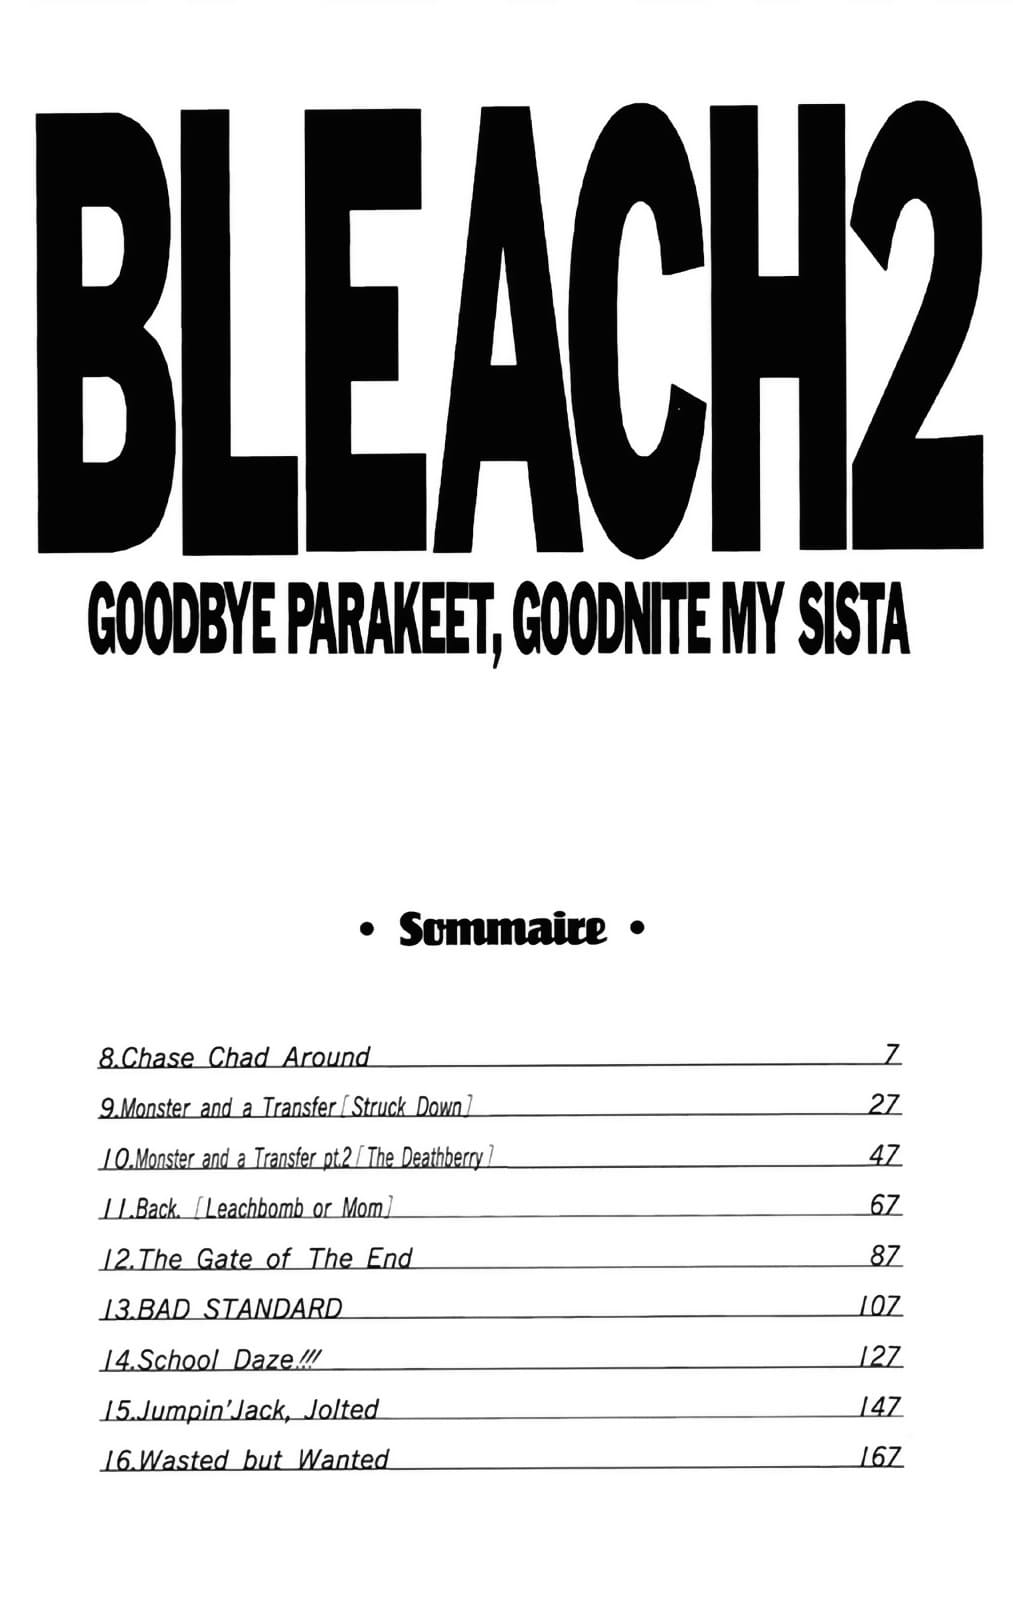 BLEACH2
GOODBYE PARAKEET, GOODNITE MY SISTA
• Sommaire •
8.Chase Chad Around 7
9.Monster and a Transfer「Struck Down」 27
10.Monster and a Transfer pt.2「The Deathberry」 47
11.Back. 「Leachbomb or Mom」 67
12.The Gate of The End 87
13.BAD STANDARD 107
14.School Daze!!! 127
15.Jumpin'Jack, Jolted 147
16.Wasted but Wanted 167